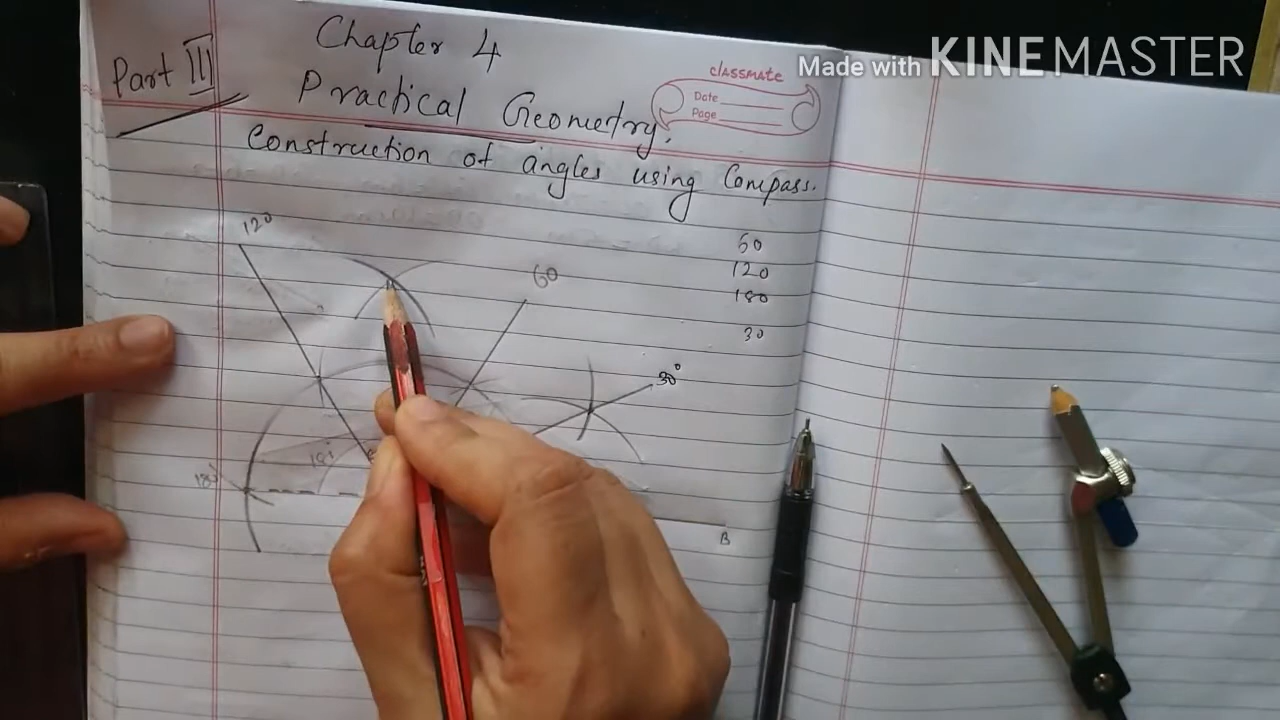 Made with KINEMASTER
Part III
Chapter 4
Practical Geometry.
classmate
Date
Page
Construction of angles using Compass.
120
60
60
120
180
30
30°
180
B